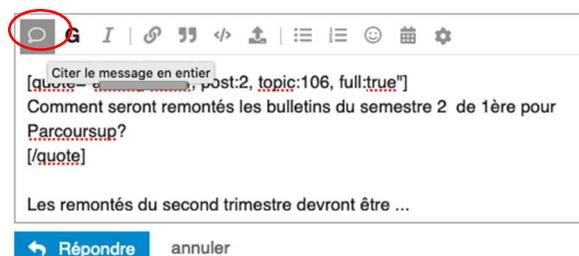 G I
Citer le message en entier
[quote= post:2, topic:106, full:true"]
Comment seront remontés les bulletins du semestre 2 de 1ère pour
Parcoursup?
[/quote]
Les remontés du second trimestre devront être ...
Répondre annuler